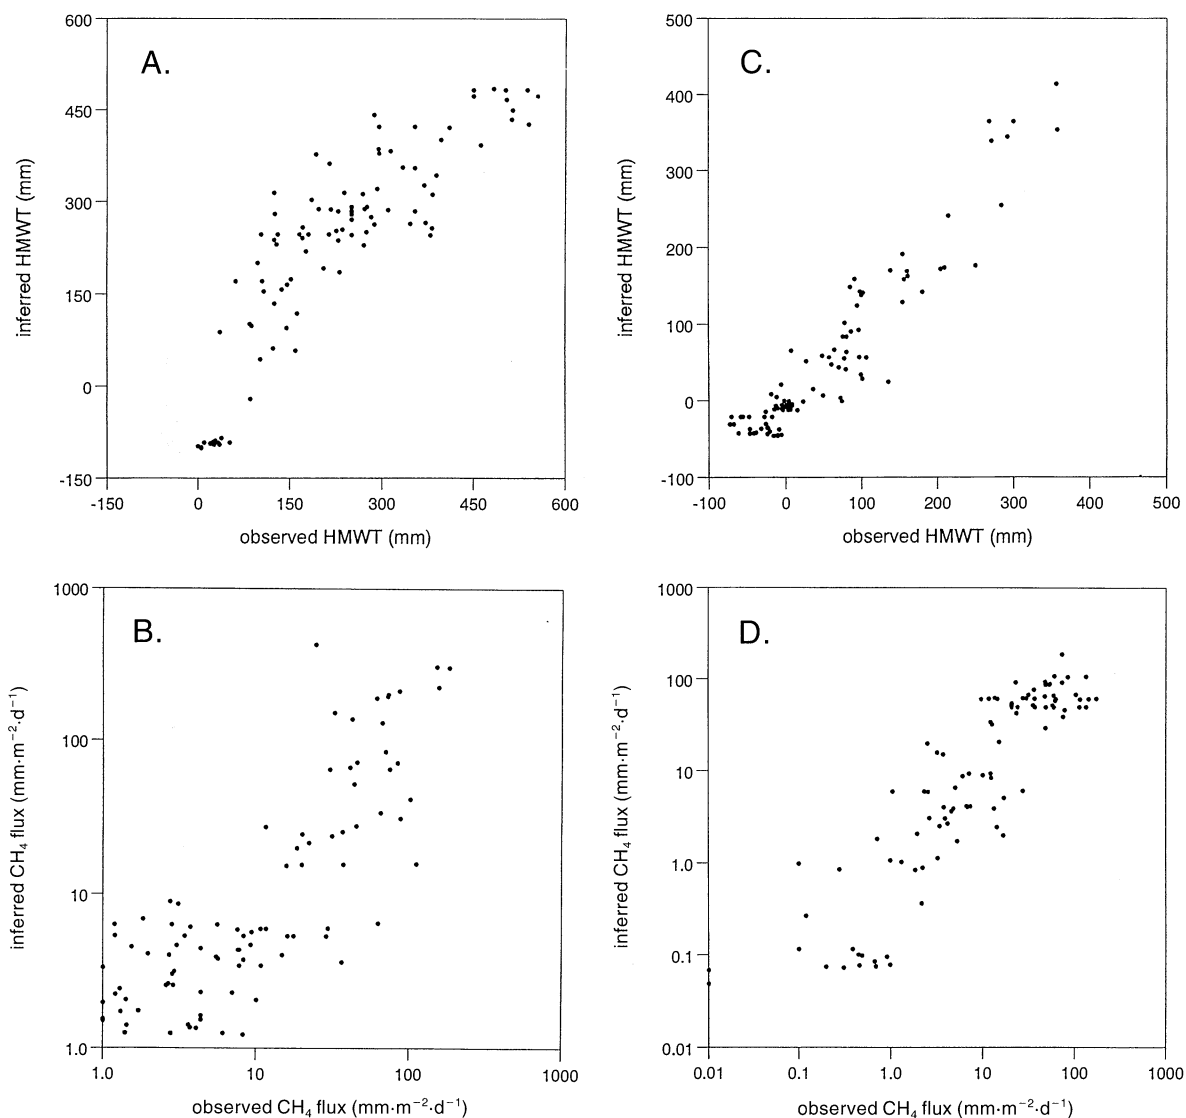 A.
600
450
300
150
0
-150
inferred HMWT (mm)
-150 0 150 300 450 600
observed HMWT (mm)
C.
500
400
300
200
100
0
-100
inferred HMWT (mm)
-100 0 100 200 300 400 500
observed HMWT (mm)
B.
1000
100
10
1.0
inferred CH₄ flux (mm·m⁻²·d⁻¹)
1.0 10 100 1000
observed CH₄ flux (mm·m⁻²·d⁻¹)
D.
1000
100
10
1.0
0.1
0.01
inferred CH₄ flux (mm·m⁻²·d⁻¹)
0.01 0.1 1.0 10 100 1000
observed CH₄ flux (mm·m⁻²·d⁻¹)